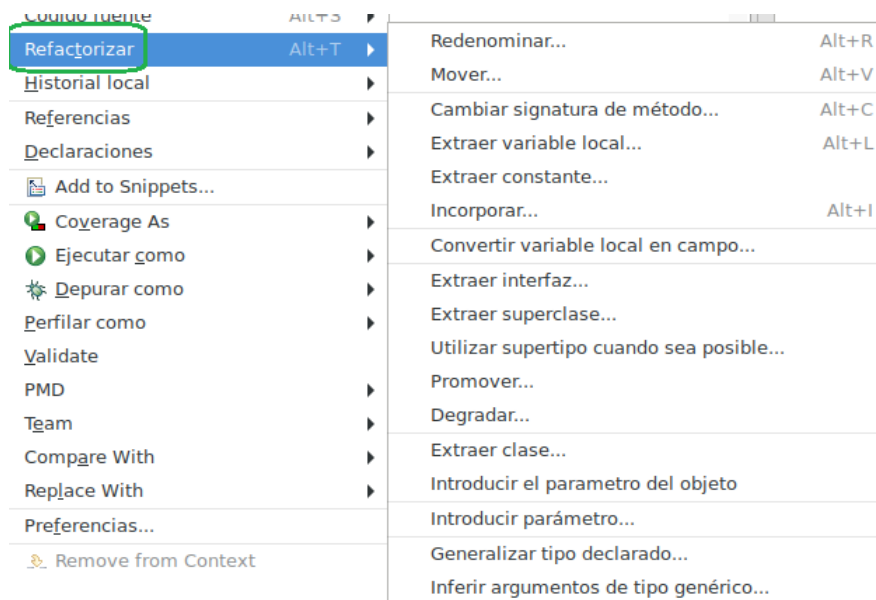 Código fuente Alt+S
Refactorizar Alt+T
Historial local
Referencias
Declaraciones
Add to Snippets...
Coverage As
Ejecutar como
Depurar como
Perfilar como
Validate
PMD
Team
Compare With
Replace With
Preferencias...
Remove from Context
Redenominar... Alt+R
Mover... Alt+V
Cambiar signatura de método... Alt+C
Extraer variable local... Alt+L
Extraer constante...
Incorporar... Alt+I
Convertir variable local en campo...
Extraer interfaz...
Extraer superclase...
Utilizar supertipo cuando sea posible...
Promover...
Degradar...
Extraer clase...
Introducir el parametro del objeto
Introducir parámetro...
Generalizar tipo declarado...
Inferir argumentos de tipo genérico...